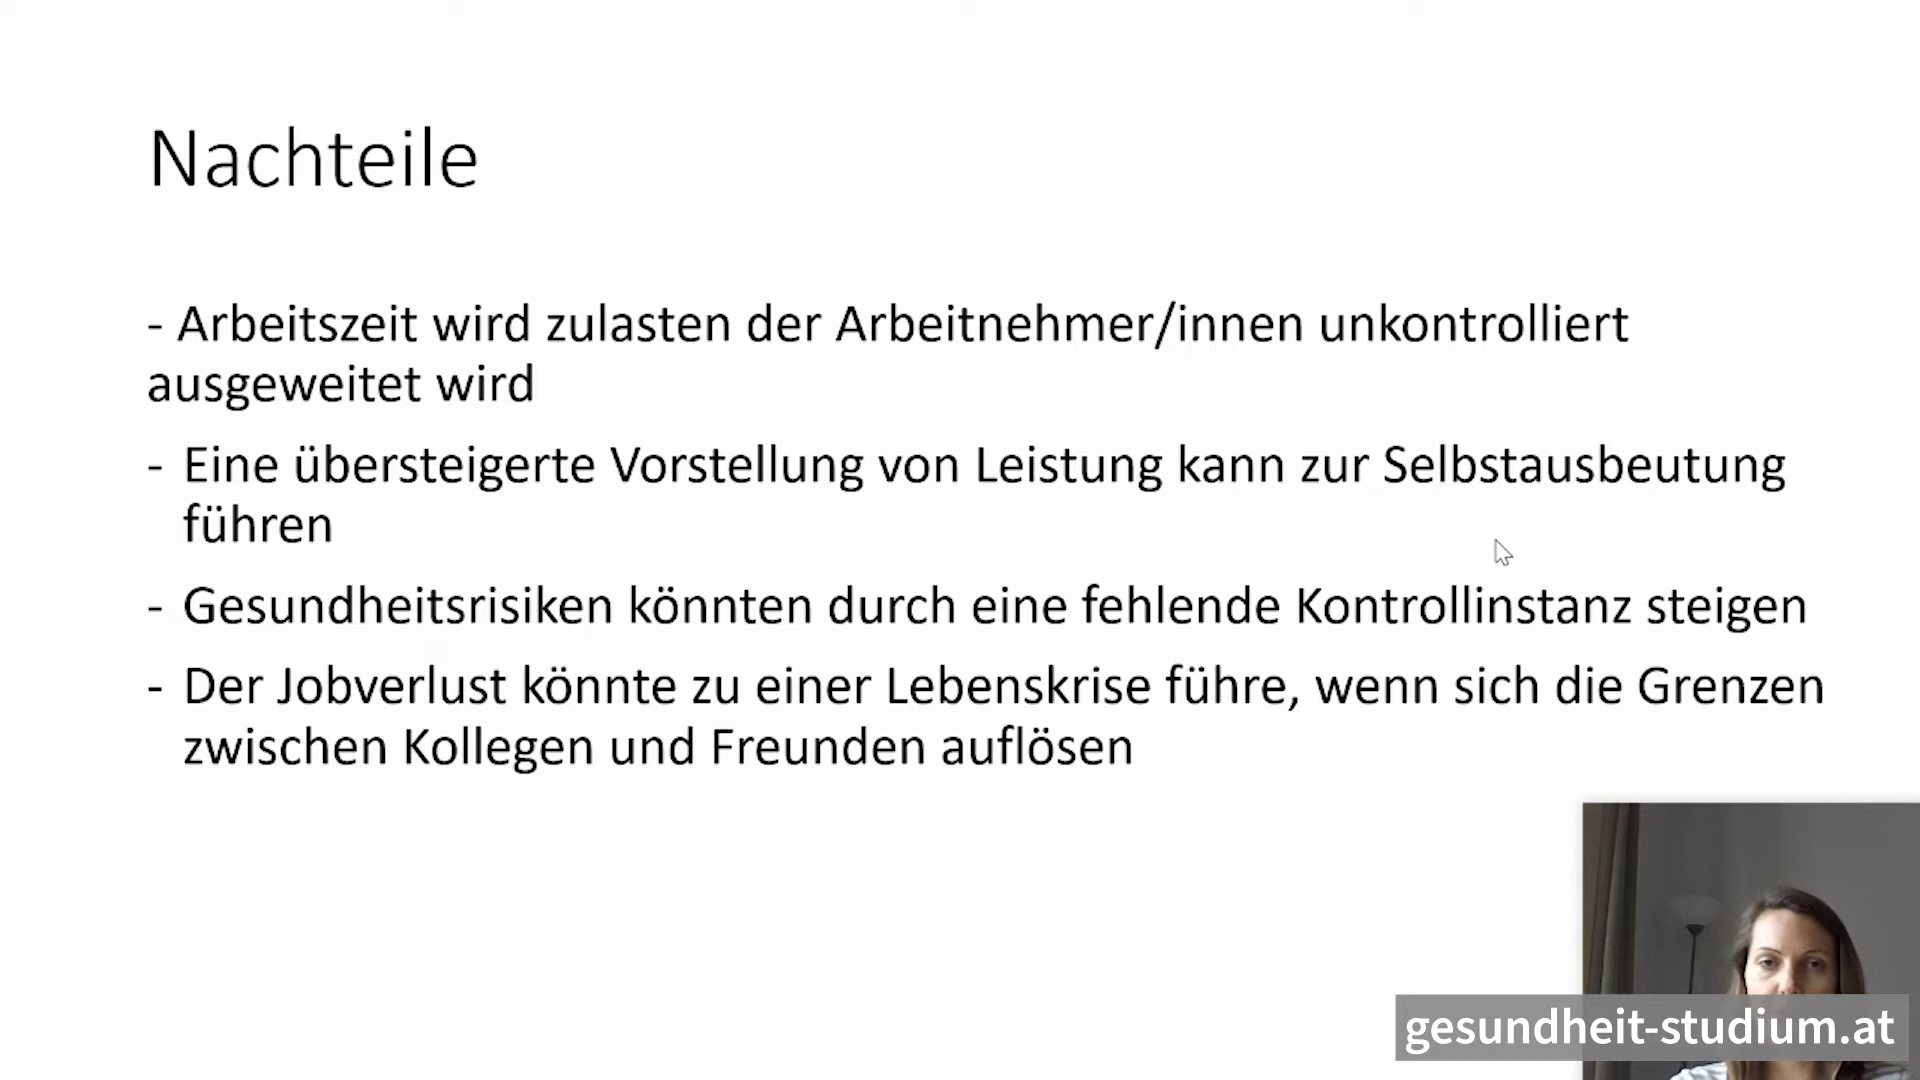 Nachteile
- Arbeitszeit wird zulasten der Arbeitnehmer/innen unkontrolliert
ausgeweitet wird
- Eine übersteigerte Vorstellung von Leistung kann zur Selbstausbeutung
führen
- Gesundheitsrisiken könnten durch eine fehlende Kontrollinstanz steigen
- Der Jobverlust könnte zu einer Lebenskrise führe, wenn sich die Grenzen
zwischen Kollegen und Freunden auflösen
gesundheit-studium.at